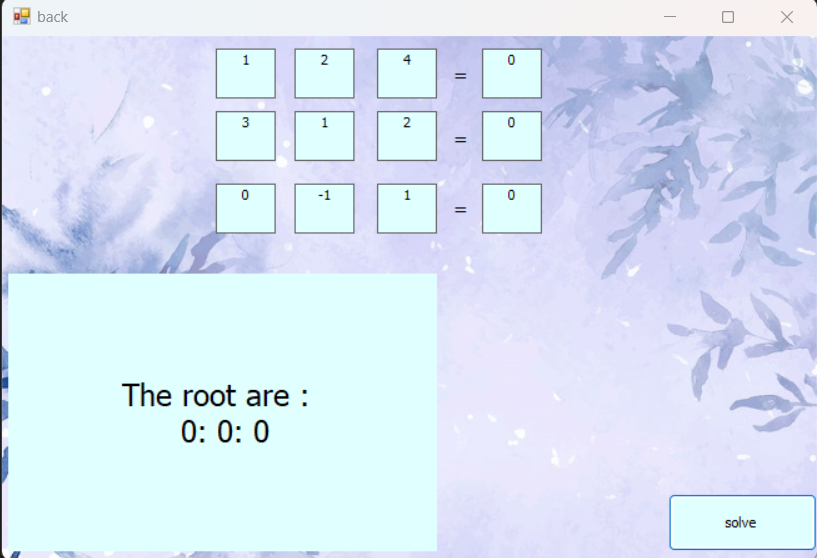 back
1 2 4 = 0
3 1 2 = 0
0 -1 1 = 0
The root are :
0: 0: 0
solve